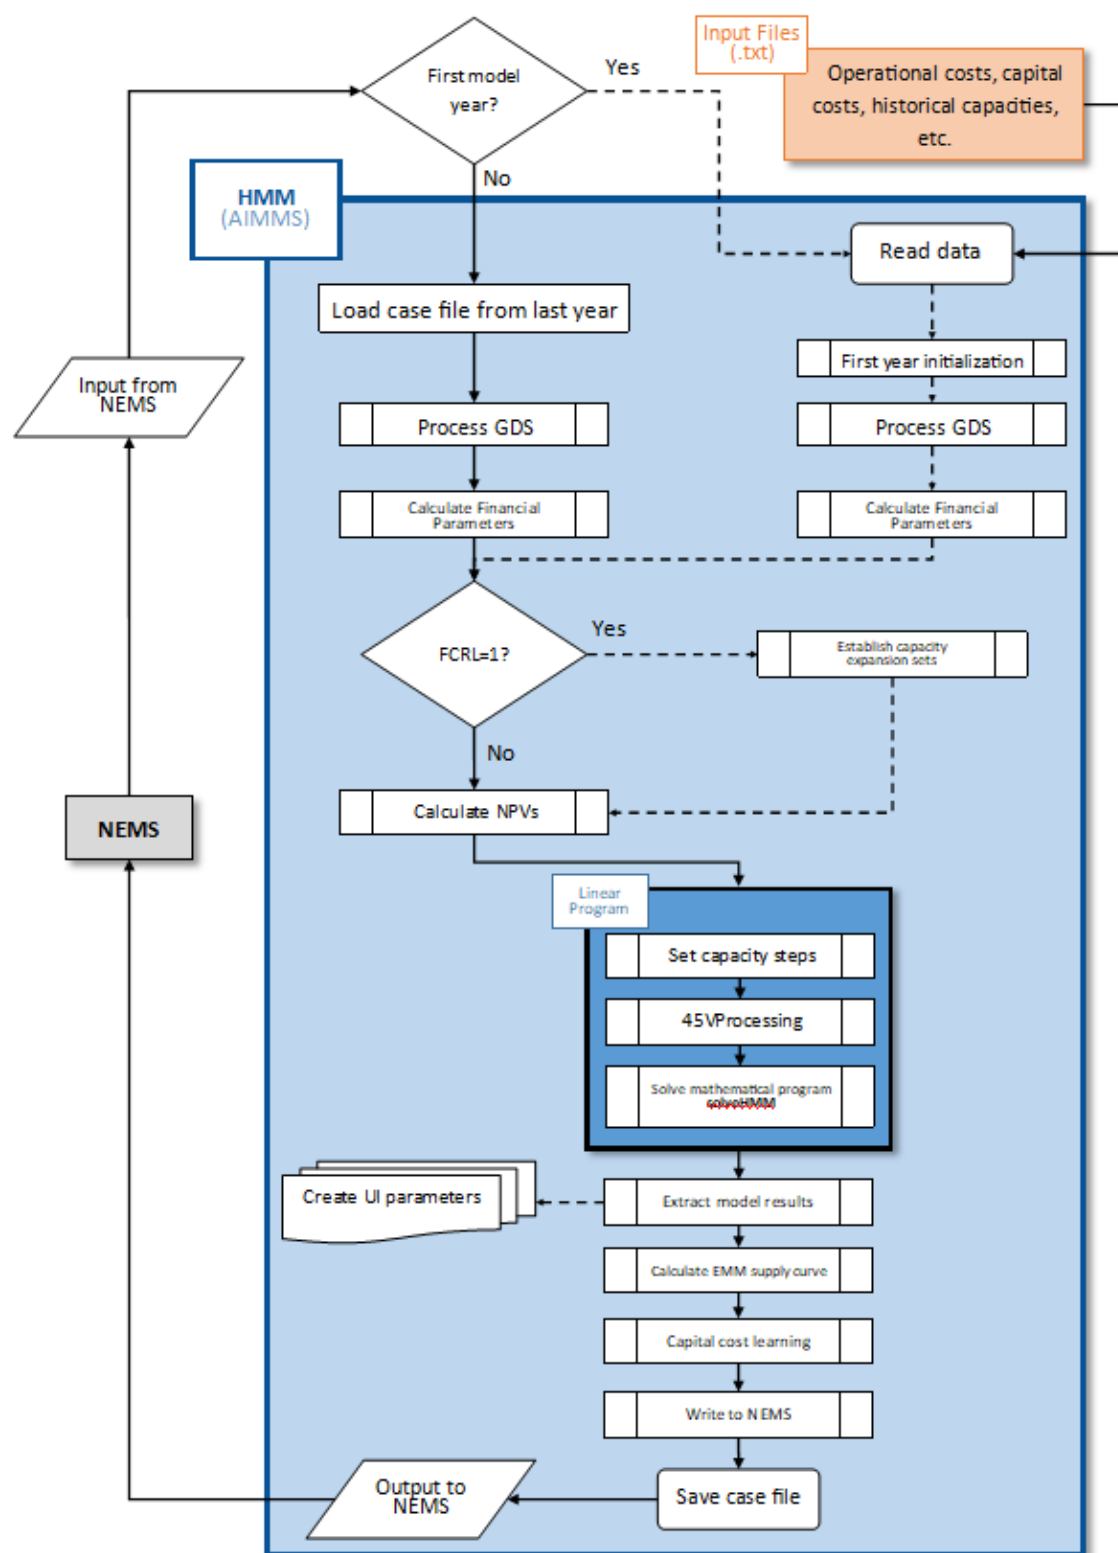 First model
year?
Yes
No
Input Files
(.txt)
Operational costs, capital
costs, historical capacities,
etc.
HMM
(AIMMS)
Read data
Load case file from last year
First year initialization
Input from
NEMS
Process GDS
Process GDS
Calculate Financial
Parameters
Calculate Financial
Parameters
FCRL=1?
Yes
No
Establish capacity
expansion sets
Calculate NPVs
NEMS
Linear
Program
Set capacity steps
45VProcessing
Solve mathematical program
solveHMM
Extract model results
Create UI parameters
Calculate EMM supply curve
Capital cost learning
Write to NEMS
Save case file
Output to
NEMS